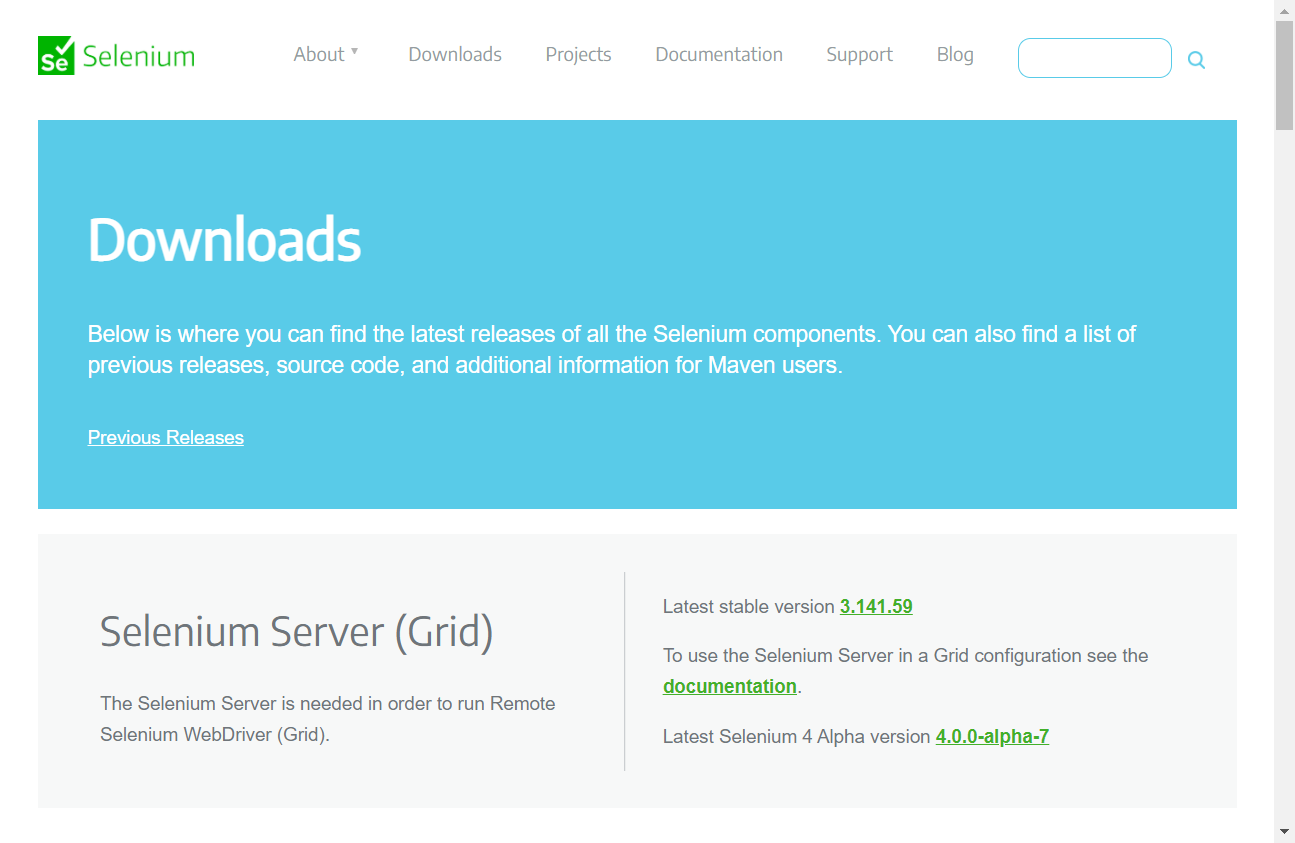 Se Selenium
About Downloads Projects Documentation Support Blog
Downloads
Below is where you can find the latest releases of all the Selenium components. You can also find a list of
previous releases, source code, and additional information for Maven users.
Previous Releases
Selenium Server (Grid)
The Selenium Server is needed in order to run Remote
Selenium WebDriver (Grid).
Latest stable version 3.141.59
To use the Selenium Server in a Grid configuration see the
documentation.
Latest Selenium 4 Alpha version 4.0.0-alpha-7